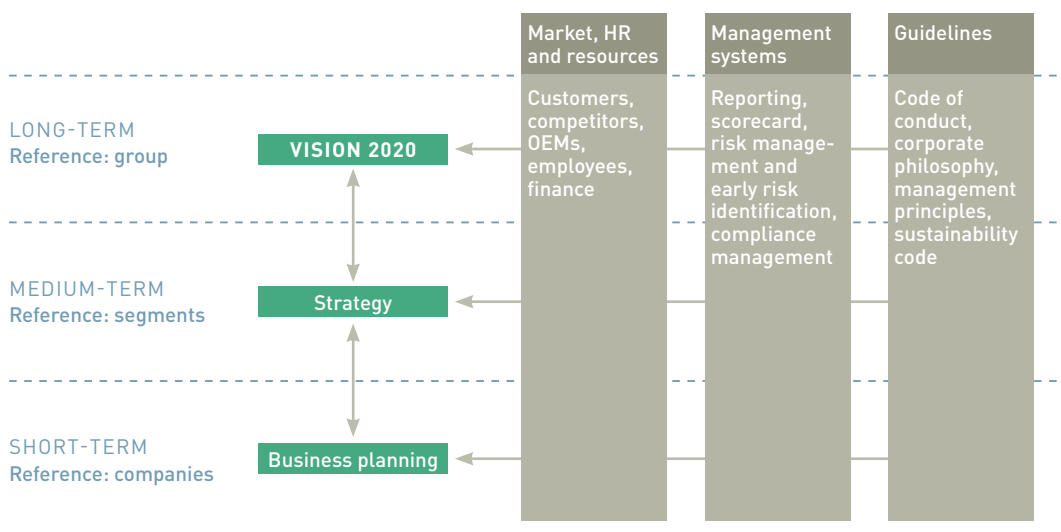 Market, HR
and resources
Management
systems
Guidelines
LONG-TERM
Reference: group
VISION 2020
Customers,
competitors,
OEMs,
employees,
finance
Reporting,
scorecard,
risk manage-
ment and
early risk
identification,
compliance
management
Code of
conduct,
corporate
philosophy,
management
principles,
sustainability
code
MEDIUM-TERM
Reference: segments
Strategy
SHORT-TERM
Reference: companies
Business planning